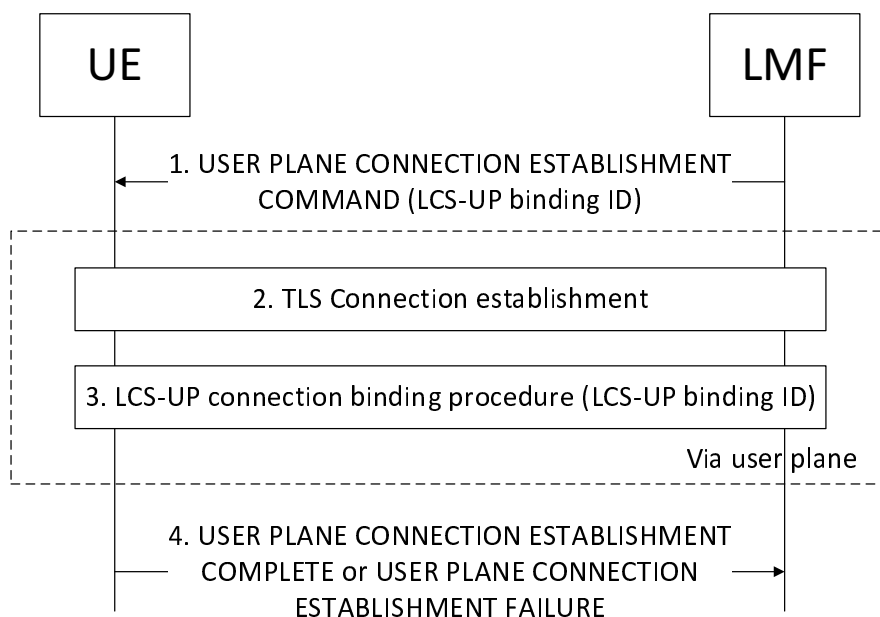 UE
LMF
1. USER PLANE CONNECTION ESTABLISHMENT
COMMAND (LCS-UP binding ID)
2. TLS Connection establishment
3. LCS-UP connection binding procedure (LCS-UP binding ID)
Via user plane
4. USER PLANE CONNECTION ESTABLISHMENT
COMPLETE or USER PLANE CONNECTION
ESTABLISHMENT FAILURE